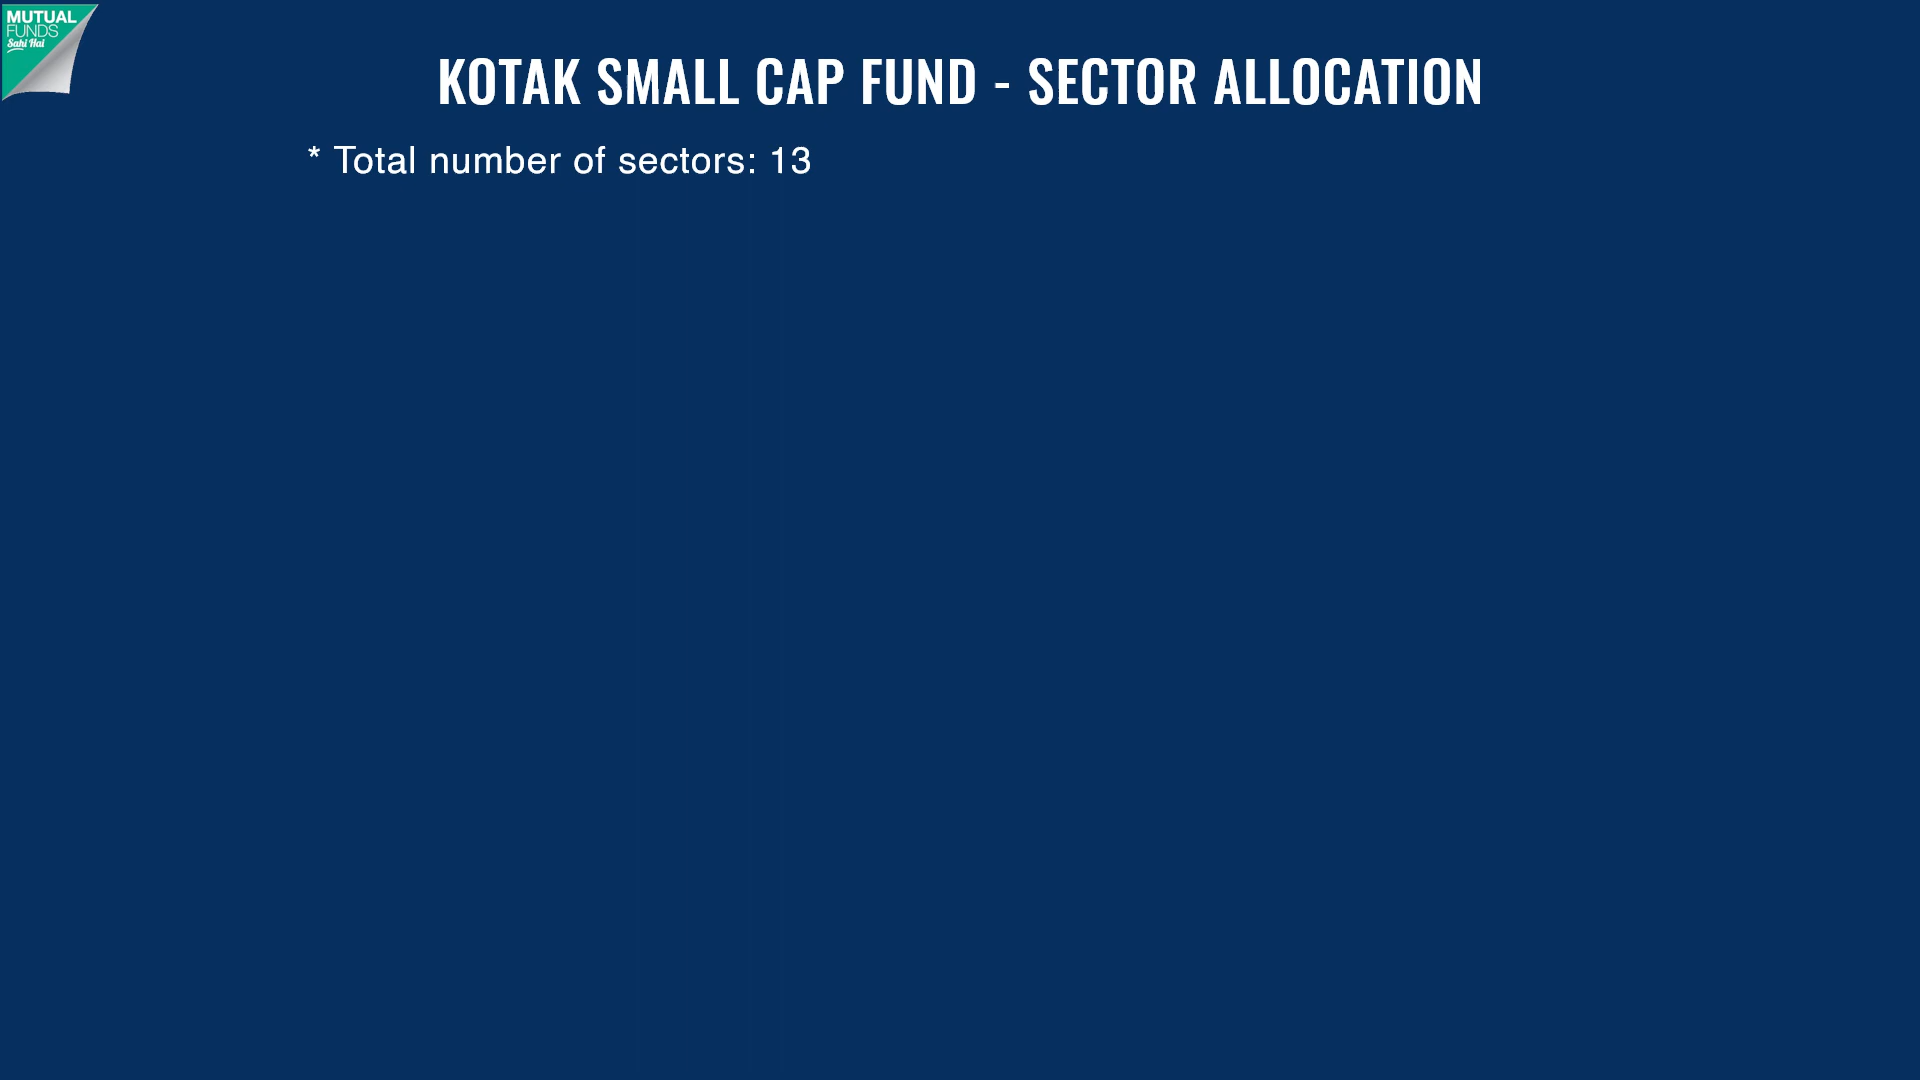 MUTUAL
FUNDS
Sahi Hai
KOTAK SMALL CAP FUND - SECTOR ALLOCATION
* Total number of sectors: 13